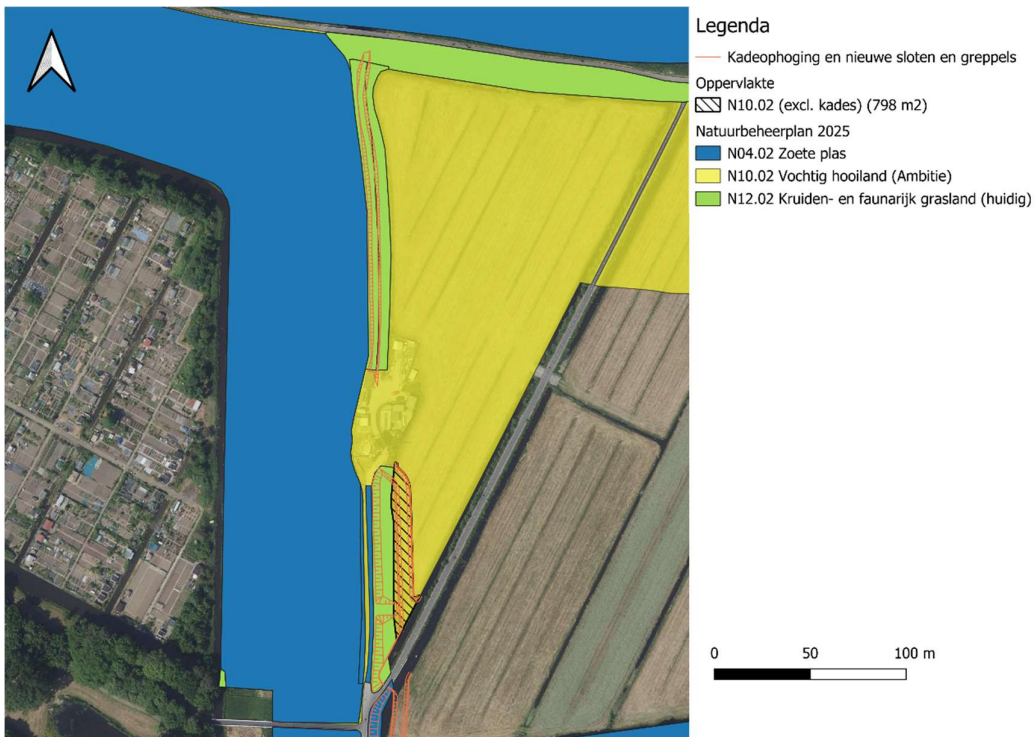 Legenda
Kadeophoging en nieuwe sloten en greppels
Oppervlakte
N10.02 (excl. kades) (798 m2)
Natuurbeheerplan 2025
N04.02 Zoete plas
N10.02 Vochtig hooiland (Ambitie)
N12.02 Kruiden- en faunarijk grasland (huidig)
0 50 100 m